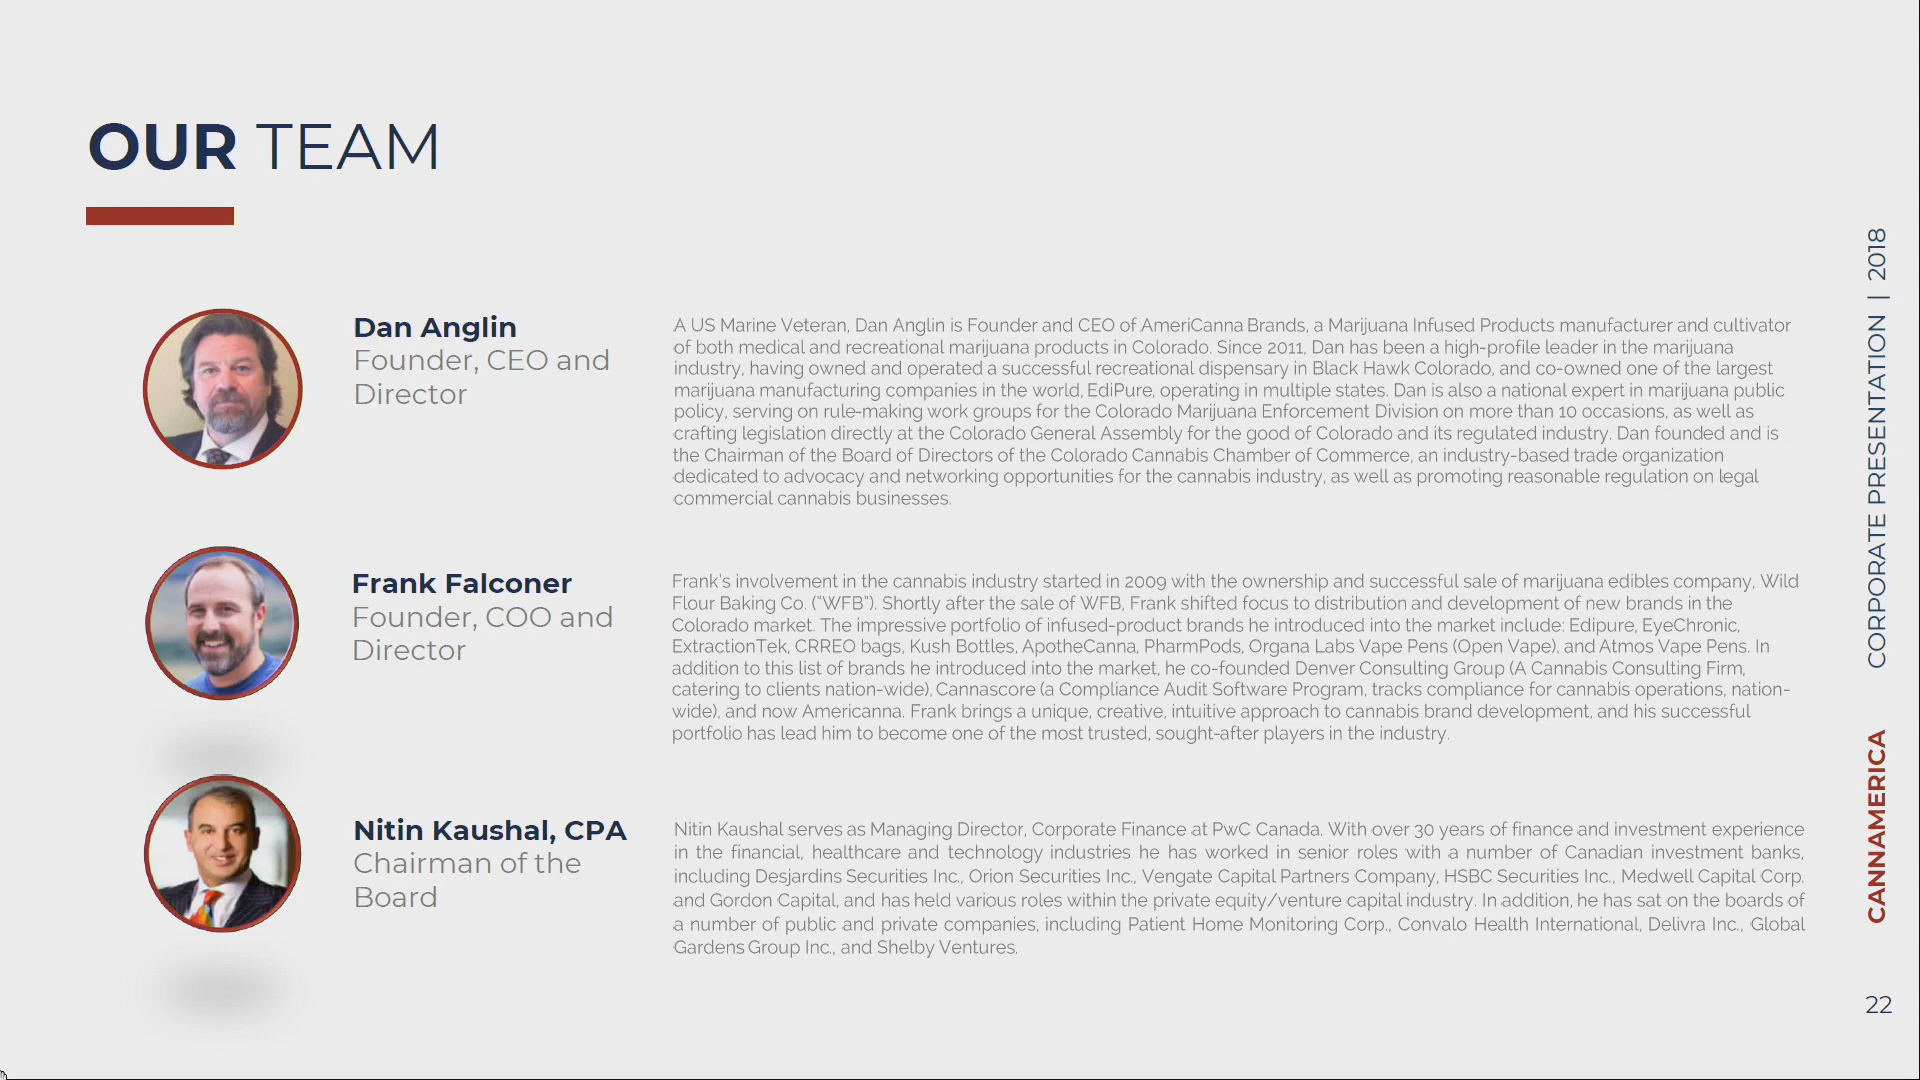 OUR TEAM
Dan Anglin
Founder, CEO and
Director
A US Marine Veteran, Dan Anglin is Founder and CEO of AmeriCanna Brands, a Marijuana Infused Products manufacturer and cultivator
of both medical and recreational marijuana products in Colorado. Since 2011, Dan has been a high-profile leader in the marijuana
industry, having owned and operated a successful recreational dispensary in Black Hawk Colorado, and co-owned one of the largest
marijuana manufacturing companies in the world, EdiPure, operating in multiple states. Dan is also a national expert in marijuana public
policy, serving on rule-making work groups for the Colorado Marijuana Enforcement Division on more than 10 occasions, as well as
crafting legislation directly at the Colorado General Assembly for the good of Colorado and its regulated industry. Dan founded and is
the Chairman of the Board of Directors of the Colorado Cannabis Chamber of Commerce, an industry-based trade organization
dedicated to advocacy and networking opportunities for the cannabis industry, as well as promoting reasonable regulation on legal
commercial cannabis businesses.
Frank Falconer
Founder, COO and
Director
Frank's involvement in the cannabis industry started in 2009 with the ownership and successful sale of marijuana edibles company, Wild
Flour Baking Co. ("WFB"). Shortly after the sale of WFB, Frank shifted focus to distribution and development of new brands in the
Colorado market. The impressive portfolio of infused-product brands he introduced into the market include: Edipure, EyeChronic,
ExtractionTek, CRREO bags, Kush Bottles, ApotheCanna, PharmPods, Organa Labs Vape Pens (Open Vape), and Atmos Vape Pens. In
addition to this list of brands he introduced into the market, he co-founded Denver Consulting Group (A Cannabis Consulting Firm,
catering to clients nation-wide), Cannascore (a Compliance Audit Software Program, tracks compliance for cannabis operations, nation-
wide), and now Americanna. Frank brings a unique, creative, intuitive approach to cannabis brand development, and his successful
portfolio has lead him to become one of the most trusted, sought-after players in the industry.
Nitin Kaushal, CPA
Chairman of the
Board
Nitin Kaushal serves as Managing Director, Corporate Finance at PwC Canada. With over 30 years of finance and investment experience
in the financial, healthcare and technology industries he has worked in senior roles with a number of Canadian investment banks,
including Desjardins Securities Inc., Orion Securities Inc., Vengate Capital Partners Company, HSBC Securities Inc., Medwell Capital Corp.
and Gordon Capital, and has held various roles within the private equity/venture capital industry. In addition, he has sat on the boards of
a number of public and private companies, including Patient Home Monitoring Corp., Convalo Health International, Delivra Inc., Global
Gardens Group Inc., and Shelby Ventures.
CANNAMERICA CORPORATE PRESENTATION | 2018
22